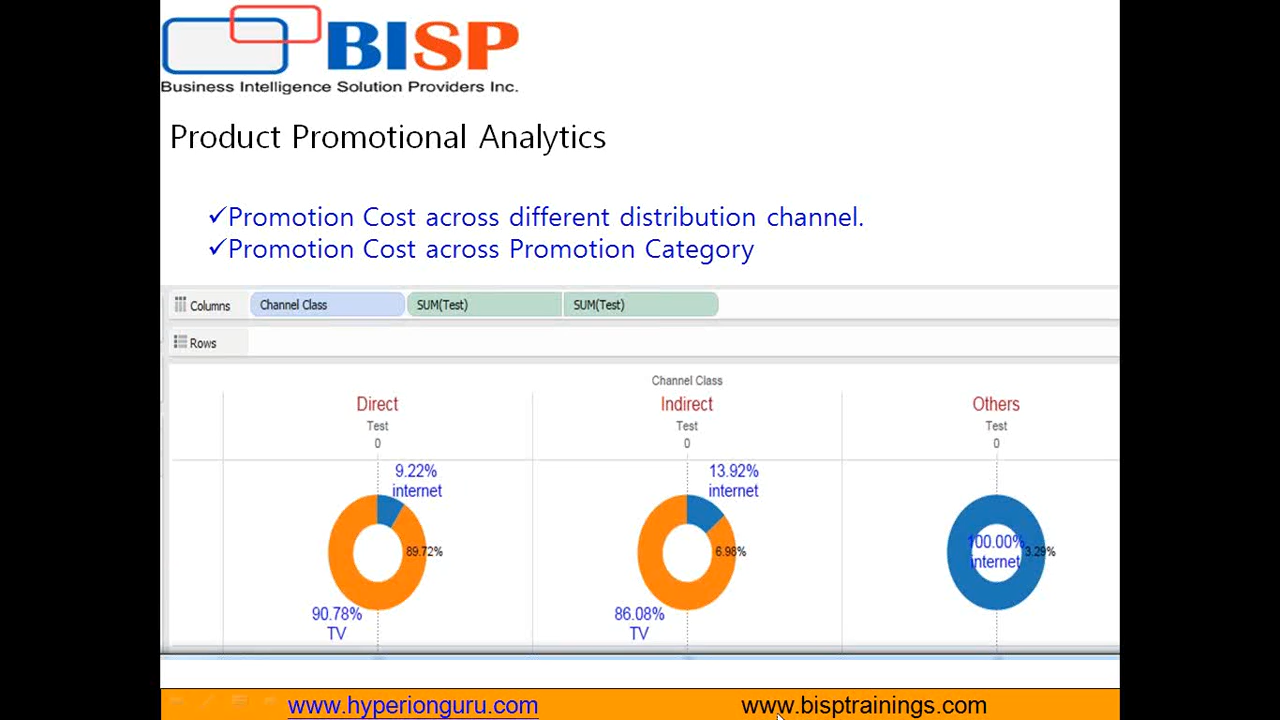 BISP
Business Intelligence Solution Providers Inc.
Product Promotional Analytics
✓Promotion Cost across different distribution channel.
✓Promotion Cost across Promotion Category
Columns Channel Class SUM(Test) SUM(Test)
Rows
Channel Class
Direct Indirect Others
Test Test Test
0 0 0
9.22% 13.92%
internet internet
100.00%
89.72% 6.98% 3.29%
internet
90.78% 86.08%
TV TV
www.hyperionguru.com www.bisptrainings.com